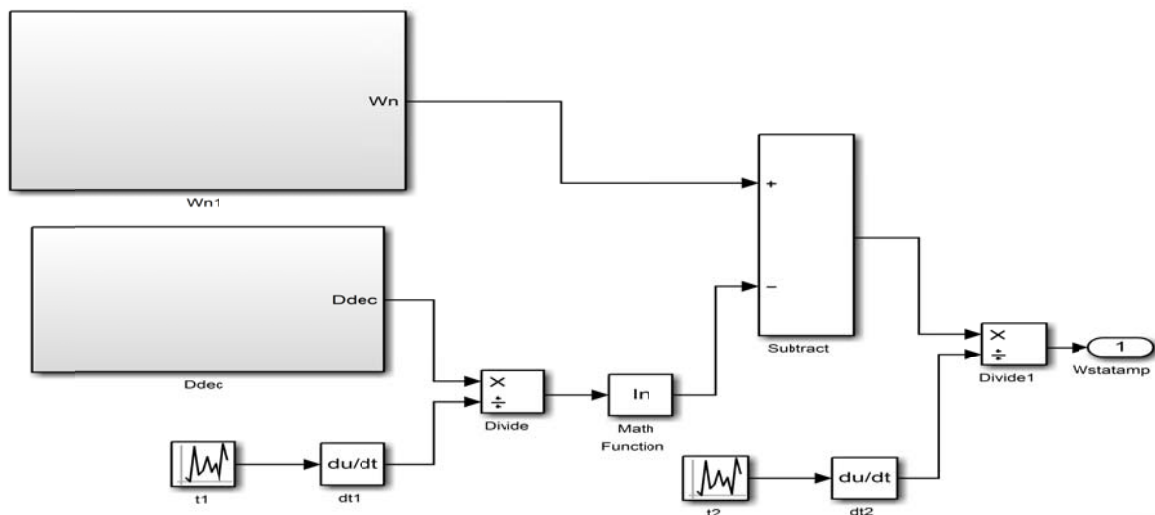 Wn
Wn1
+
−
Subtract
Ddec
Ddec
×
÷
Divide
ln
Math
Function
t1
du/dt
dt1
×
÷
Divide1
1
Wstatamp
t2
du/dt
dt2